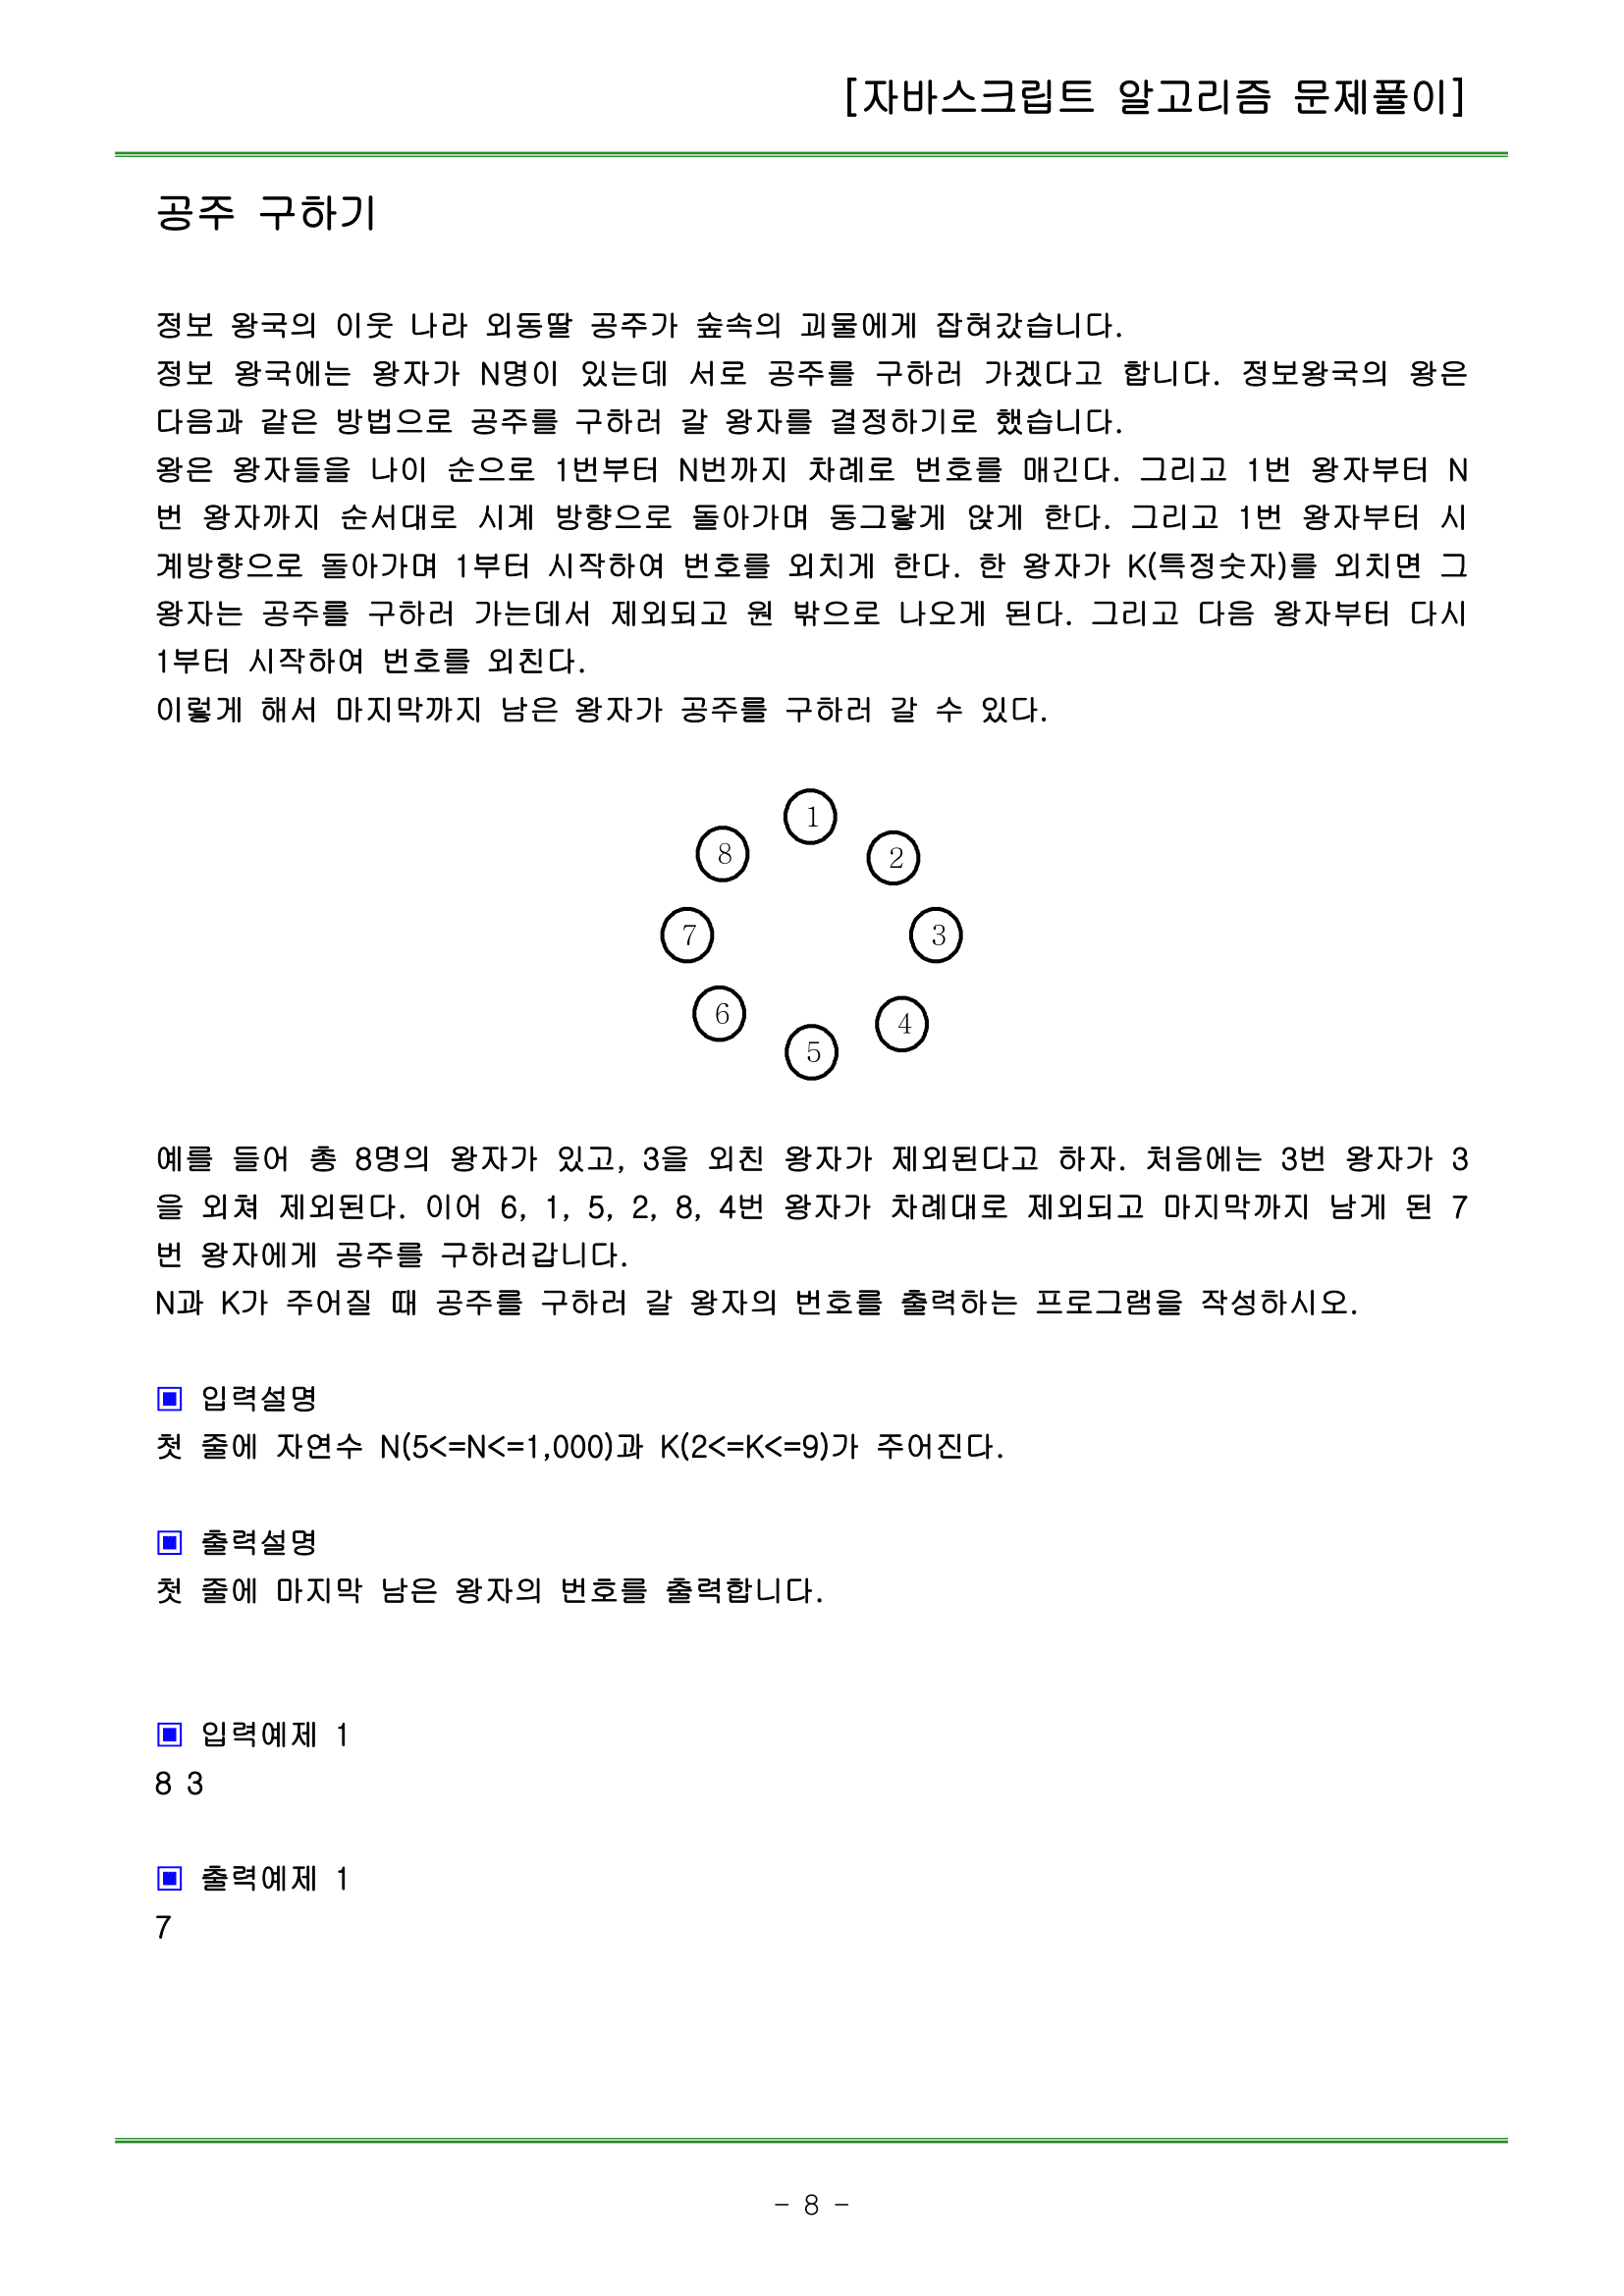 [자바스크립트 알고리즘 문제풀이]
공주 구하기
정보 왕국의 이웃 나라 외동딸 공주가 숲속의 괴물에게 잡혀갔습니다.
정보 왕국에는 왕자가 N명이 있는데 서로 공주를 구하러 가겠다고 합니다. 정보왕국의 왕은
다음과 같은 방법으로 공주를 구하러 갈 왕자를 결정하기로 했습니다.
왕은 왕자들을 나이 순으로 1번부터 N번까지 차례로 번호를 매긴다. 그리고 1번 왕자부터 N
번 왕자까지 순서대로 시계 방향으로 돌아가며 동그랗게 앉게 한다. 그리고 1번 왕자부터 시
계방향으로 돌아가며 1부터 시작하여 번호를 외치게 한다. 한 왕자가 K(특정숫자)를 외치면 그
왕자는 공주를 구하러 가는데서 제외되고 원 밖으로 나오게 된다. 그리고 다음 왕자부터 다시
1부터 시작하여 번호를 외친다.
이렇게 해서 마지막까지 남은 왕자가 공주를 구하러 갈 수 있다.
1
2
3
4
5
6
7
8
예를 들어 총 8명의 왕자가 있고, 3을 외친 왕자가 제외된다고 하자. 처음에는 3번 왕자가 3
을 외쳐 제외된다. 이어 6, 1, 5, 2, 8, 4번 왕자가 차례대로 제외되고 마지막까지 남게 된 7
번 왕자에게 공주를 구하러갑니다.
N과 K가 주어질 때 공주를 구하러 갈 왕자의 번호를 출력하는 프로그램을 작성하시오.
▣ 입력설명
첫 줄에 자연수 N(5<=N<=1,000)과 K(2<=K<=9)가 주어진다.
▣ 출력설명
첫 줄에 마지막 남은 왕자의 번호를 출력합니다.
▣ 입력예제 1
8 3
▣ 출력예제 1
7
- 8 -